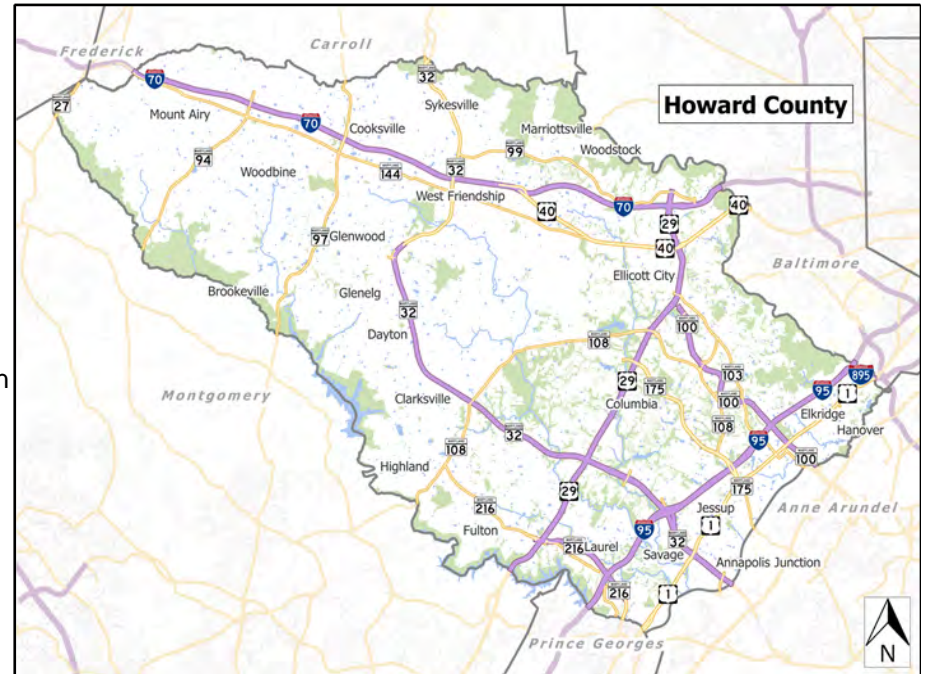 Frederick
Carroll
Howard County
70
32
27
Mount Airy
Sykesville
70
Cooksville
Marriottsville
99
Woodstock
94
Woodbine
144
32
West Friendship
70
40
29
40
40
97
Glenwood
Ellicott City
Baltimore
Brookeville
Glenelg
32
Dayton
100
108
n
Montgomery
29
175
103
95
895
1
Clarksville
Columbia
100
Elkridge
Hanover
108
32
108
95
100
Highland
29
175
216
Jessup
Anne Arundel
Fulton
95
1
216
Laurel
Savage
32
Annapolis Junction
216
1
Prince Georges
N